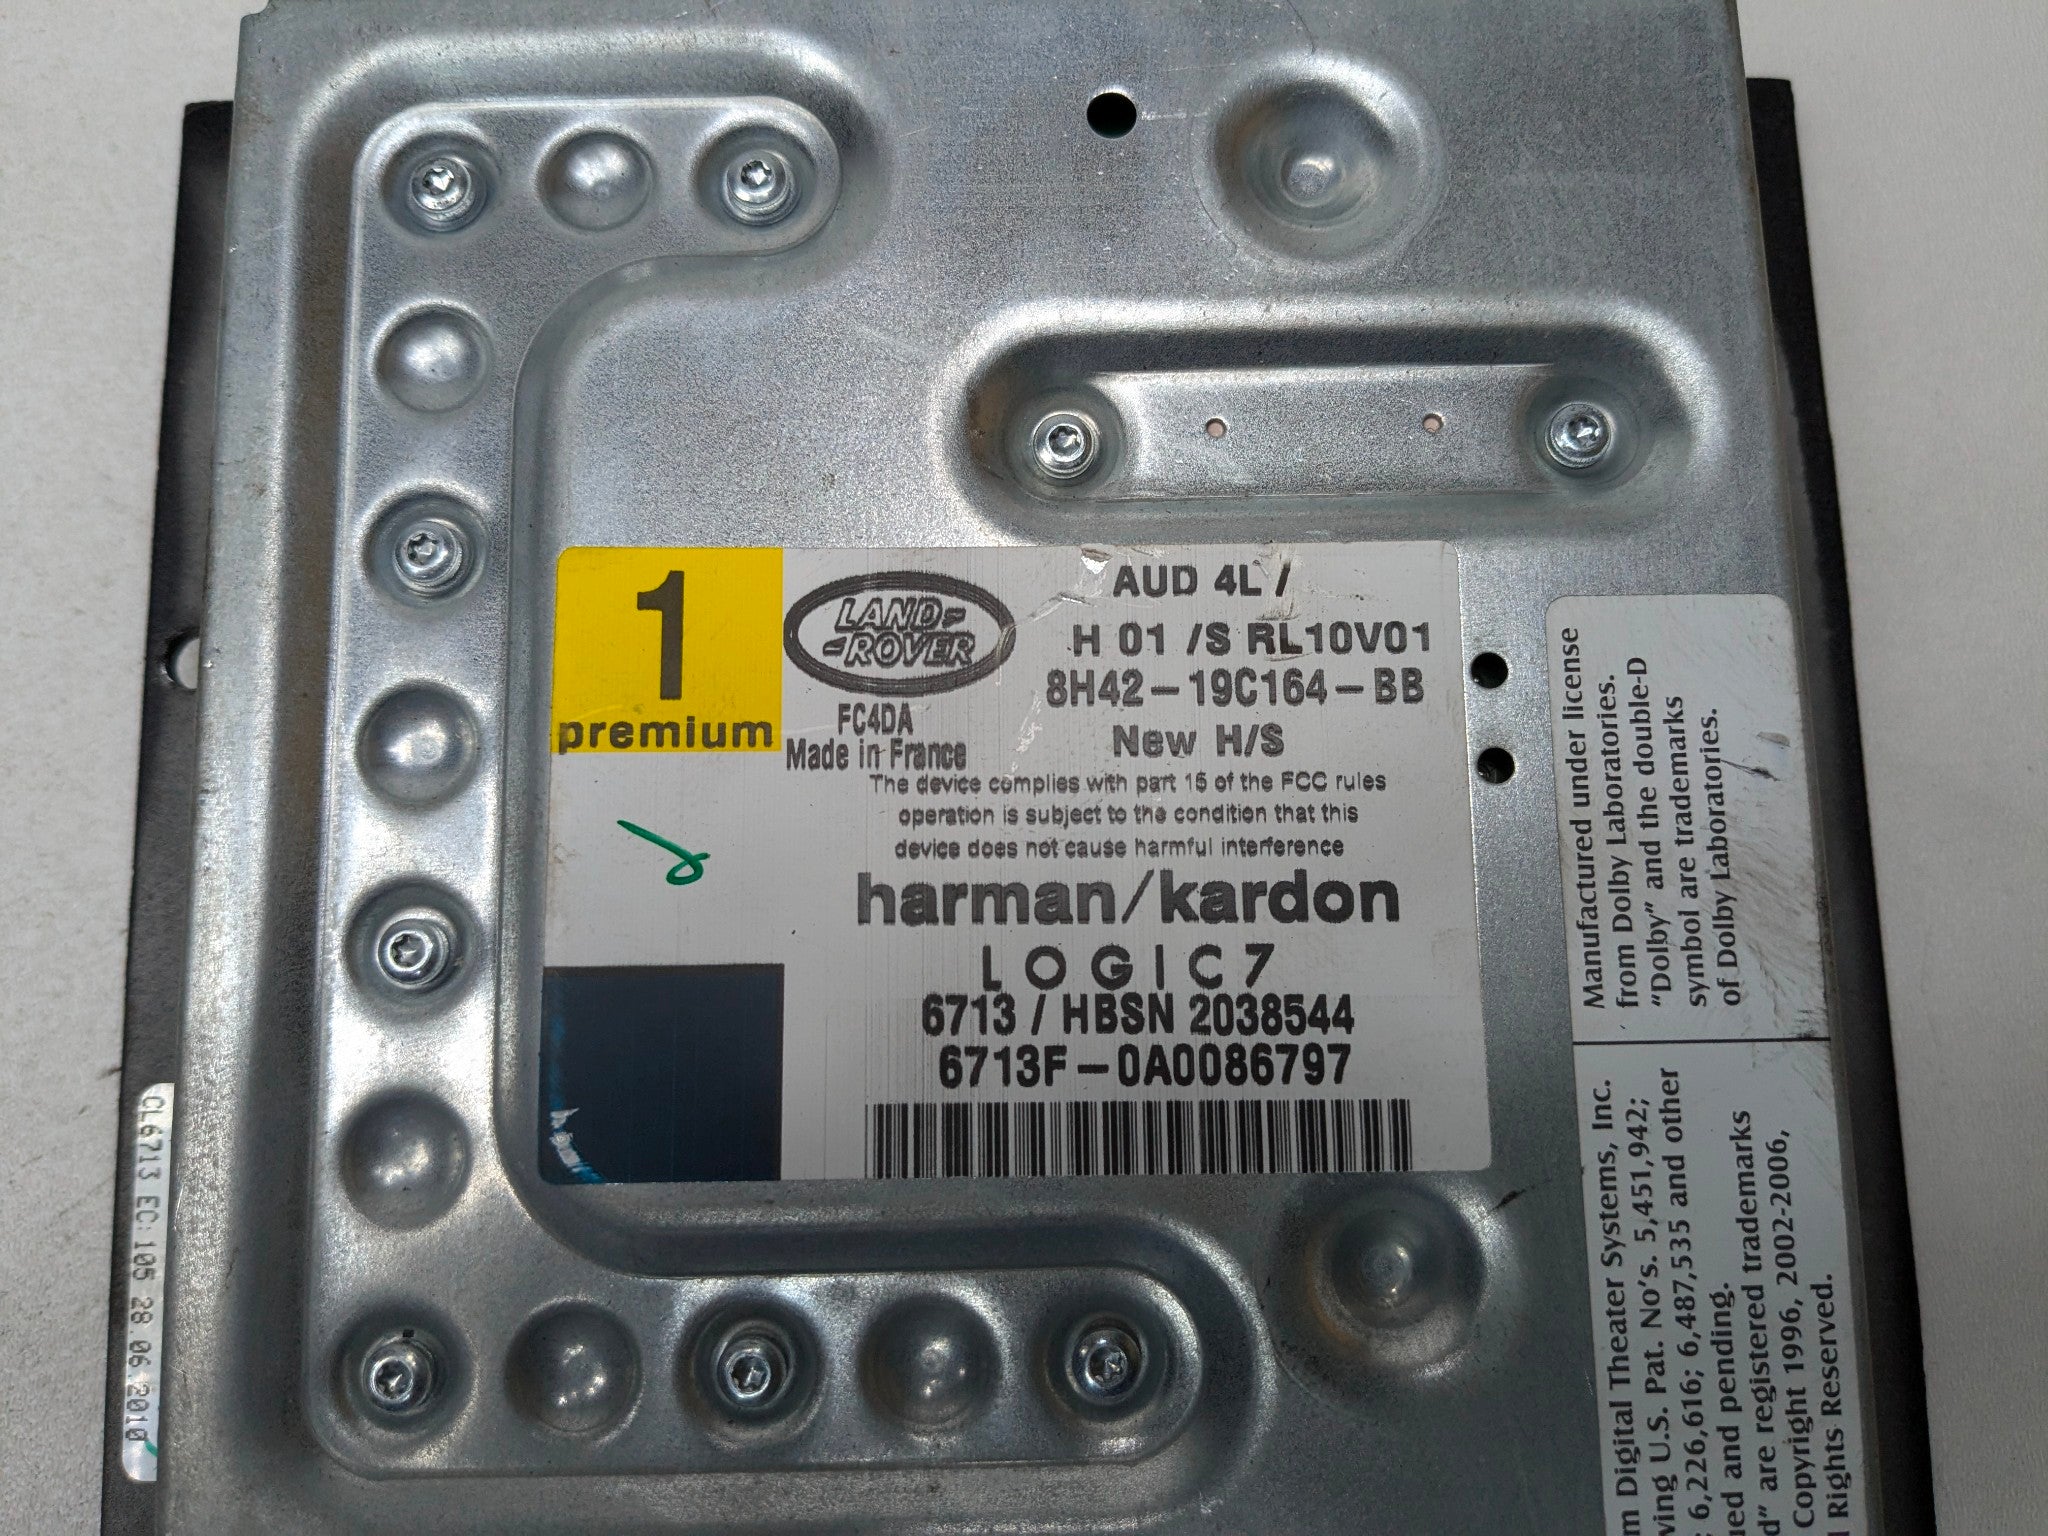 1
premium
LAND-
-ROVER
FC4DA
Made in France
AUD 4L /
H 01 /S RL10V01
8H42-19C164-BB
New H/S
The device complies with part 15 of the FCC rules
operation is subject to the condition that this
device does not cause harmful interference
harman/kardon
LOGIC7
6713 / HBSN 2038544
6713F-0A0086797
Manufactured under license
from Dolby Laboratories.
"Dolby" and the double-D
symbol are trademarks
of Dolby Laboratories.
m Digital Theater Systems, Inc.
wing U.S. Pat. No's. 5,451,942;
; 6,226,616; 6,487,535 and other
ued and pending.
d" are registered trademarks
Copyright 1996, 2002-2006,
l Rights Reserved.
CL6713 EC:105 28.06.2010